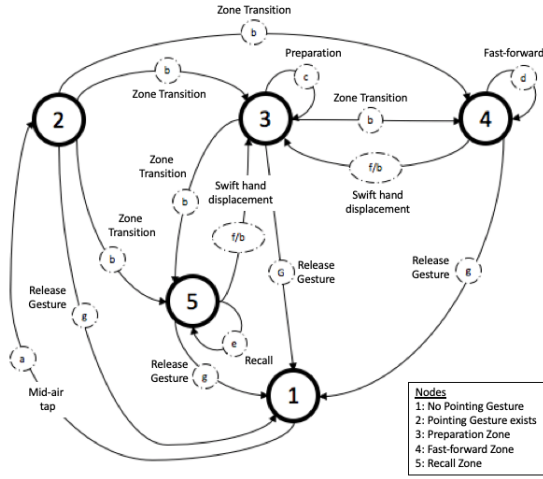 Zone Transition
b
Preparation
Fast-forward
c
d
b
Zone Transition
Zone Transition
b
2
3
4
f/b
Zone
Transition
Swift hand
displacement
Swift hand
displacement
b
Zone
Transition
f/b
b
G
Release
Gesture
Release
Gesture
g
Release
Gesture
g
5
e
Recall
Release
Gesture
g
a
Mid-air
tap
1
Nodes
1: No Pointing Gesture
2: Pointing Gesture exists
3: Preparation Zone
4: Fast-forward Zone
5: Recall Zone